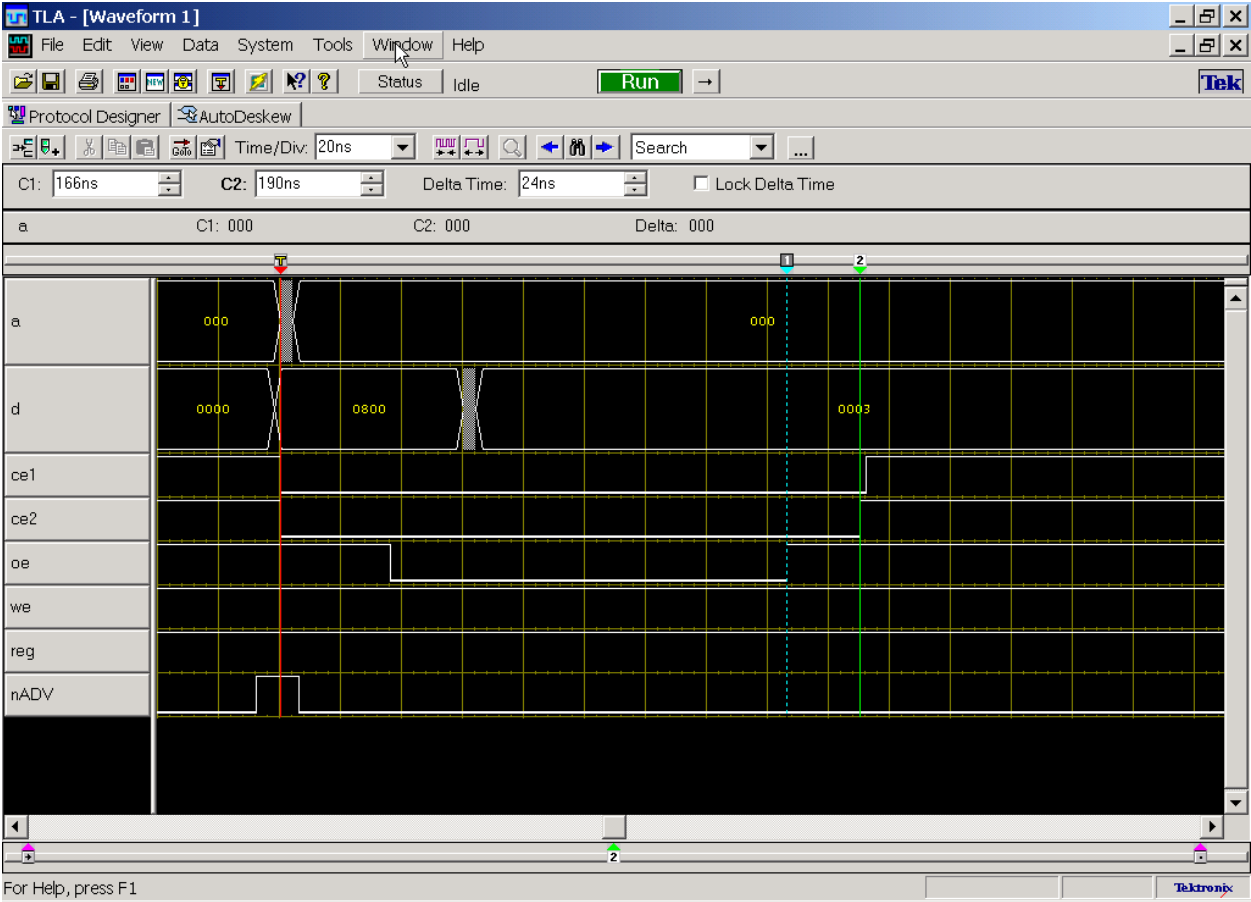 TLA - [Waveform 1]
File Edit View Data System Tools Window Help
Status Idle Run → Tek
Protocol Designer AutoDeskew
Goto Time/Div: 20ns Search ...
C1: 166ns C2: 190ns Delta Time: 24ns Lock Delta Time
a C1: 000 C2: 000 Delta: 000
T 1 2
a 000 000
d 0000 0800 0003
ce1
ce2
oe
we
reg
nADV
2
For Help, press F1 Tektronix